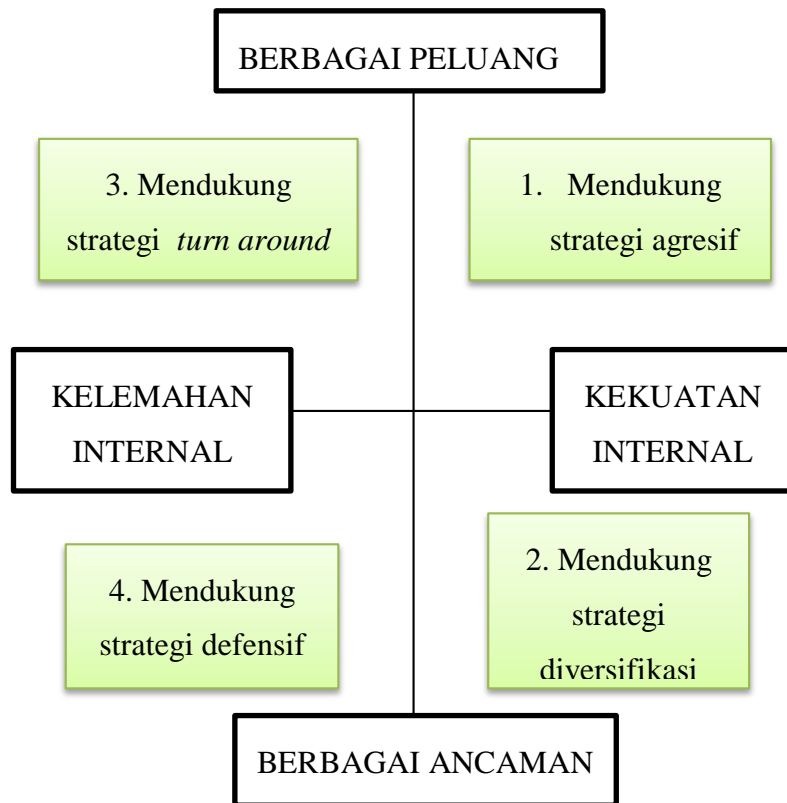 BERBAGAI PELUANG
3. Mendukung
strategi turn around
1. Mendukung
strategi agresif
KELEMAHAN
INTERNAL
KEKUATAN
INTERNAL
4. Mendukung
strategi defensif
2. Mendukung
strategi
diversifikasi
BERBAGAI ANCAMAN